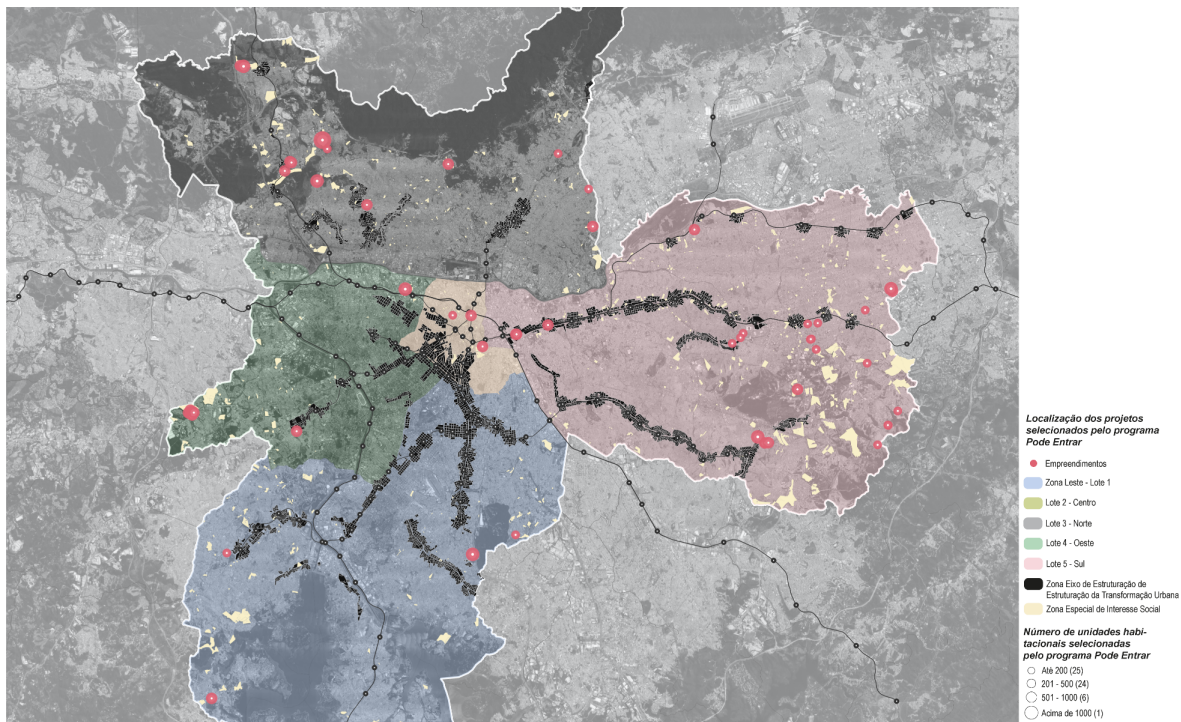 Localização dos projetos
selecionados pelo programa
Pode Entrar
Empreendimentos
Zona Leste - Lote 1
Lote 2 - Centro
Lote 3 - Norte
Lote 4 - Oeste
Lote 5 - Sul
Zona Eixo de Estruturação de
Estruturação da Transformação Urbana
Zona Especial de Interesse Social
Número de unidades habi-
tacionais selecionadas
pelo programa Pode Entrar
Até 200 (25)
201 - 500 (24)
501 - 1000 (6)
Acima de 1000 (1)